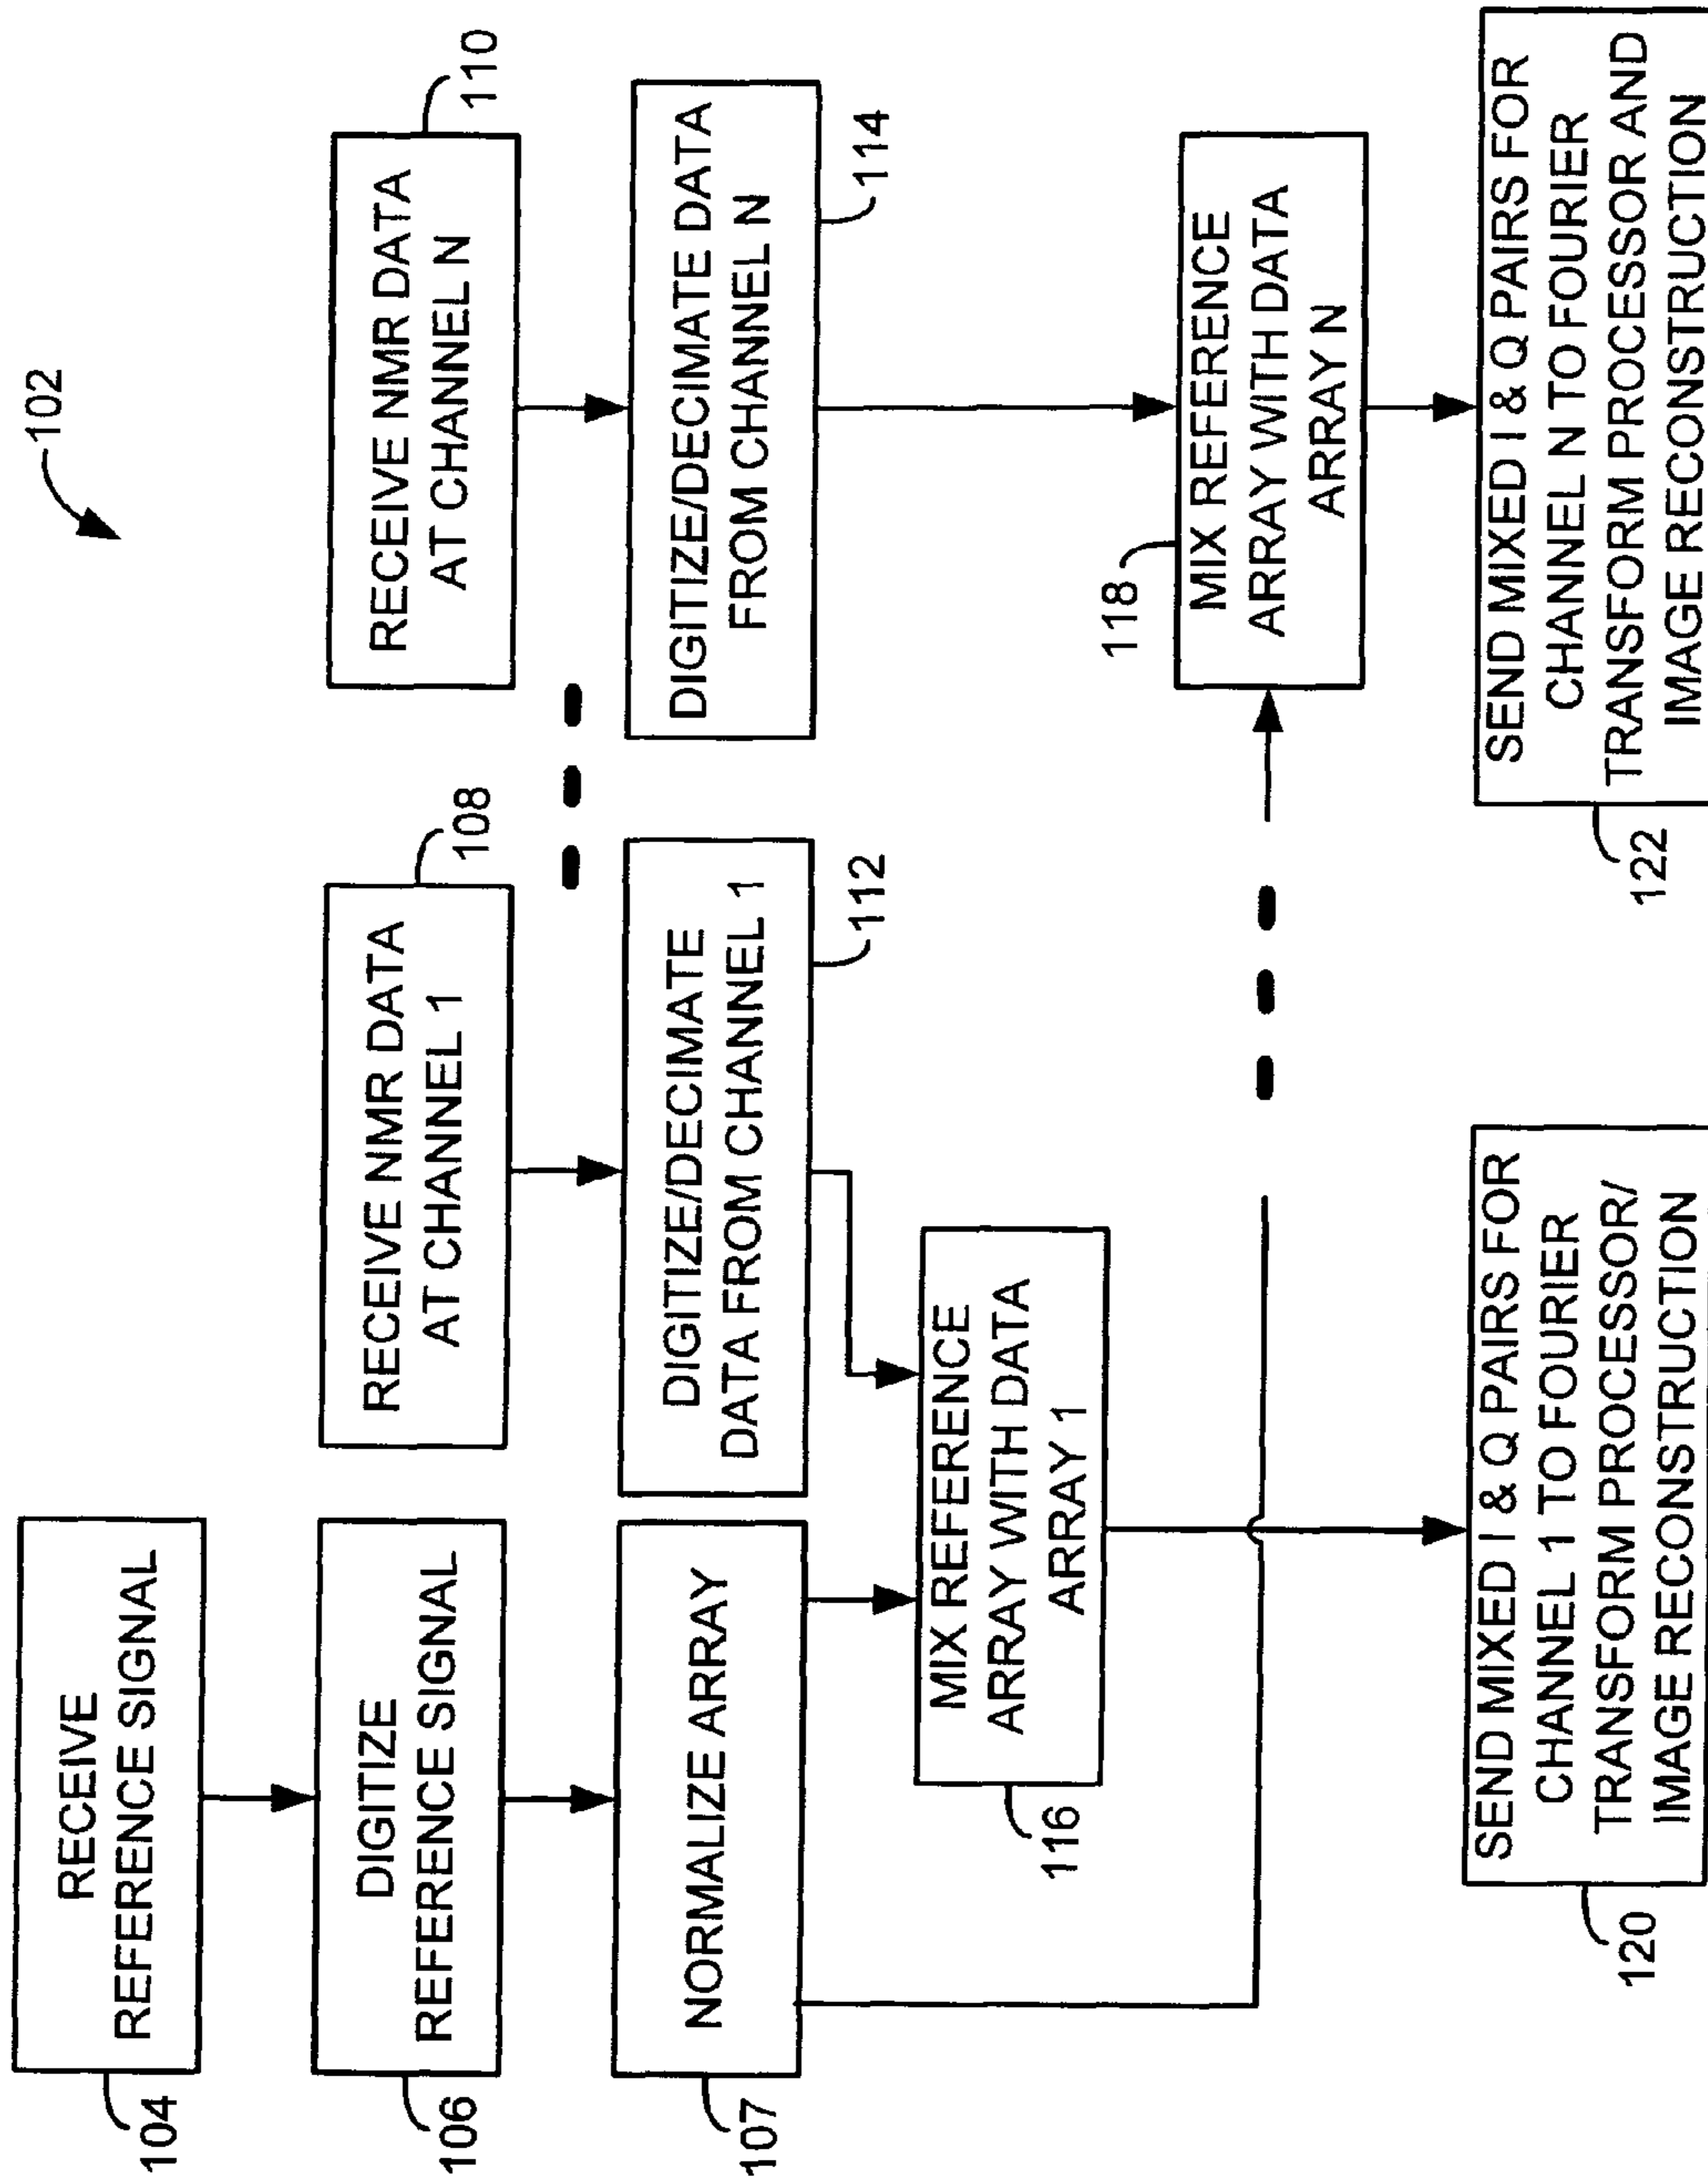 102
RECEIVE
REFERENCE SIGNAL
104
DIGITIZE
REFERENCE SIGNAL
106
NORMALIZE ARRAY
107
RECEIVE NMR DATA
AT CHANNEL 1
108
RECEIVE NMR DATA
AT CHANNEL N
110
DIGITIZE/DECIMATE
DATA FROM CHANNEL 1
112
DIGITIZE/DECIMATE DATA
FROM CHANNEL N
114
MIX REFERENCE
ARRAY WITH DATA
ARRAY 1
116
MIX REFERENCE
ARRAY WITH DATA
ARRAY N
118
SEND MIXED I & Q PAIRS FOR
CHANNEL 1 TO FOURIER
TRANSFORM PROCESSOR/
IMAGE RECONSTRUCTION
120
SEND MIXED I & Q PAIRS FOR
CHANNEL N TO FOURIER
TRANSFORM PROCESSOR AND
IMAGE RECONSTRUCTION
122